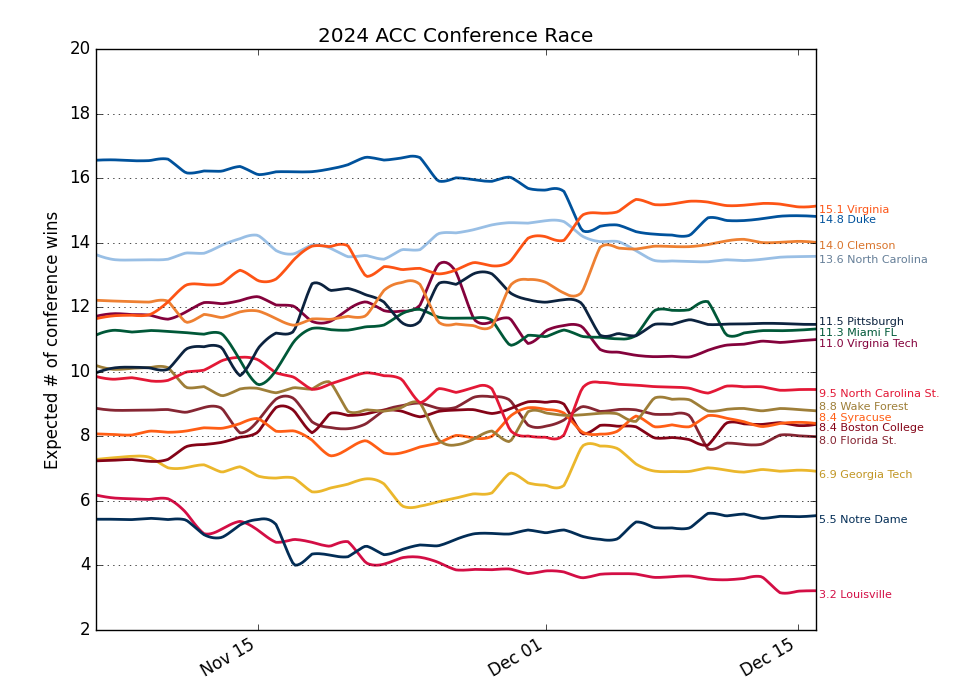 2024 ACC Conference Race
Expected # of conference wins
20
18
16
14
12
10
8
6
4
2
Nov 15
Dec 01
Dec 15
15.1 Virginia
14.8 Duke
14.0 Clemson
13.6 North Carolina
11.5 Pittsburgh
11.3 Miami FL
11.0 Virginia Tech
9.5 North Carolina St.
8.8 Wake Forest
8.4 Syracuse
8.4 Boston College
8.0 Florida St.
6.9 Georgia Tech
5.5 Notre Dame
3.2 Louisville